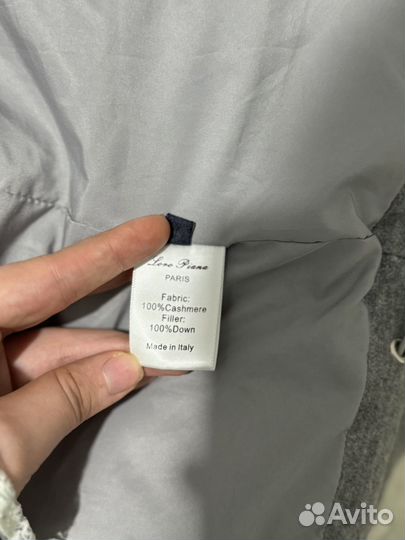 Loro Piana
PARIS
Fabric:
100%Cashmere
Filler:
100%Down
Made in Italy
Avito